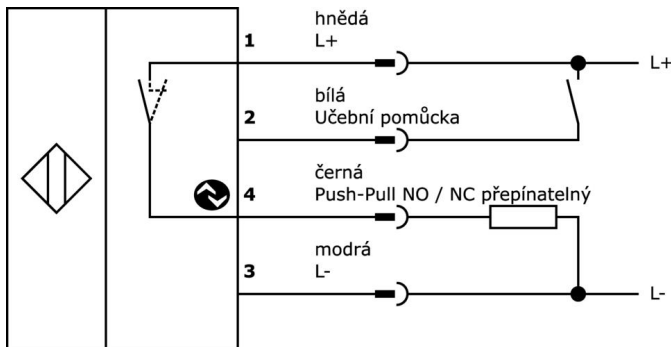 hnědá
1 L+
L+
bílá
2 Učební pomůcka
černá
4 Push-Pull NO / NC přepínatelný
modrá
3 L-
L-